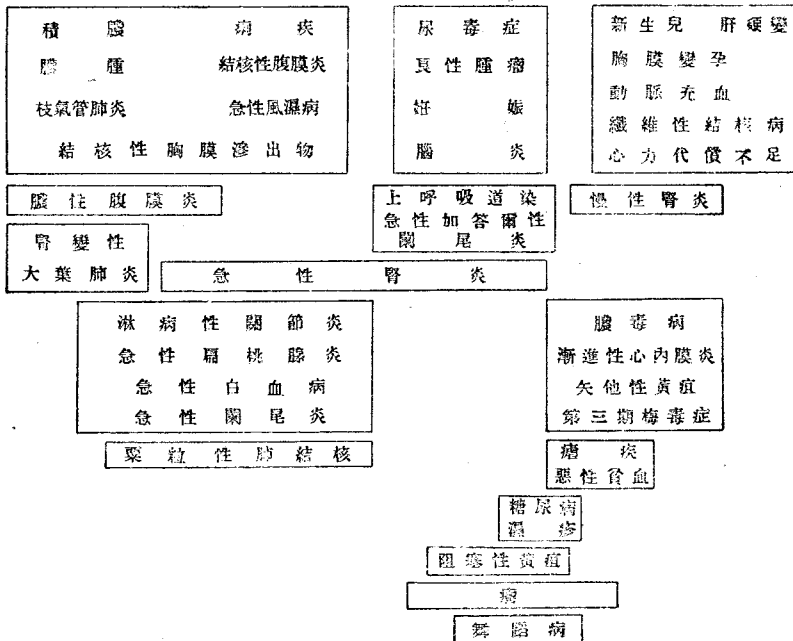 積膿 痢疾
膿腫 結核性腹膜炎
枝氣管肺炎 急性風濕病
結核性胸膜滲出物
尿毒症
良性腫瘤
妊娠
腦炎
新生兒 肝硬變
胸膜變孕
動脈充血
纖維性結核病
心力代償不足
膿性腹膜炎
上呼吸道染
急性加答爾性
闌尾炎
慢性腎炎
腎變性
大葉肺炎
急性腎炎
淋病性關節炎
急性扁桃腺炎
急性白血病
急性闌尾炎
膿毒病
漸進性心內膜炎
矢他性黃疸
第三期梅毒症
粟粒性肺結核
瘧疾
惡性貧血
糖尿病
濕疹
阻塞性黃疸
舞蹈病